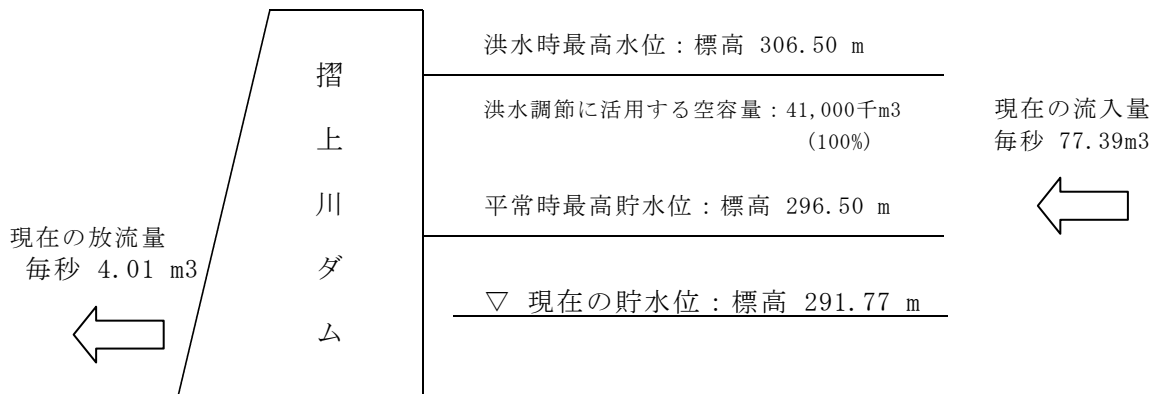 洪水時最高水位：標高 306.50 m
摺上川ダム
洪水調節に活用する空容量：41,000千m3
(100%)
現在の流入量
毎秒 77.39m3
平常時最高貯水位：標高 296.50 m
現在の放流量
毎秒 4.01 m3
▽ 現在の貯水位：標高 291.77 m